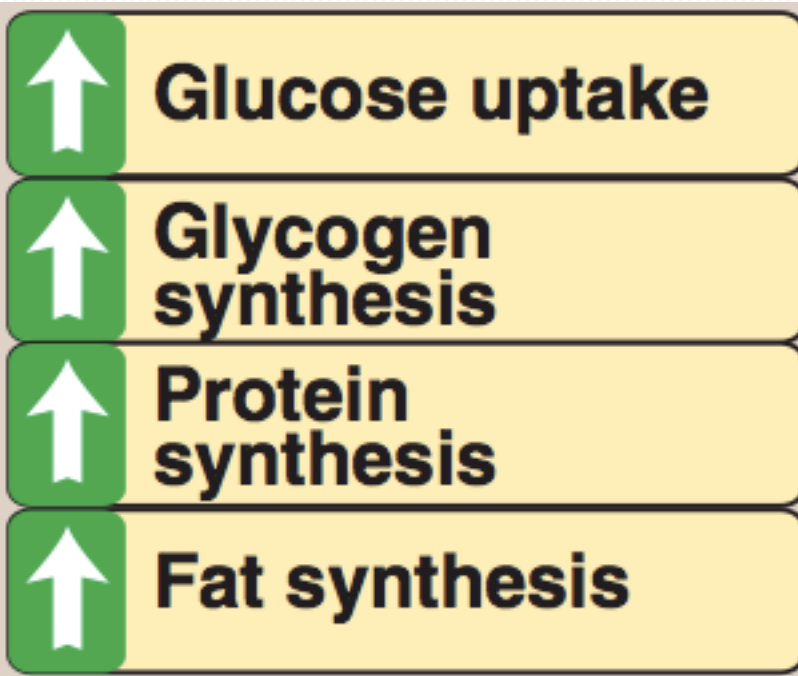 Glucose uptake
Glycogen
synthesis
Protein
synthesis
Fat synthesis